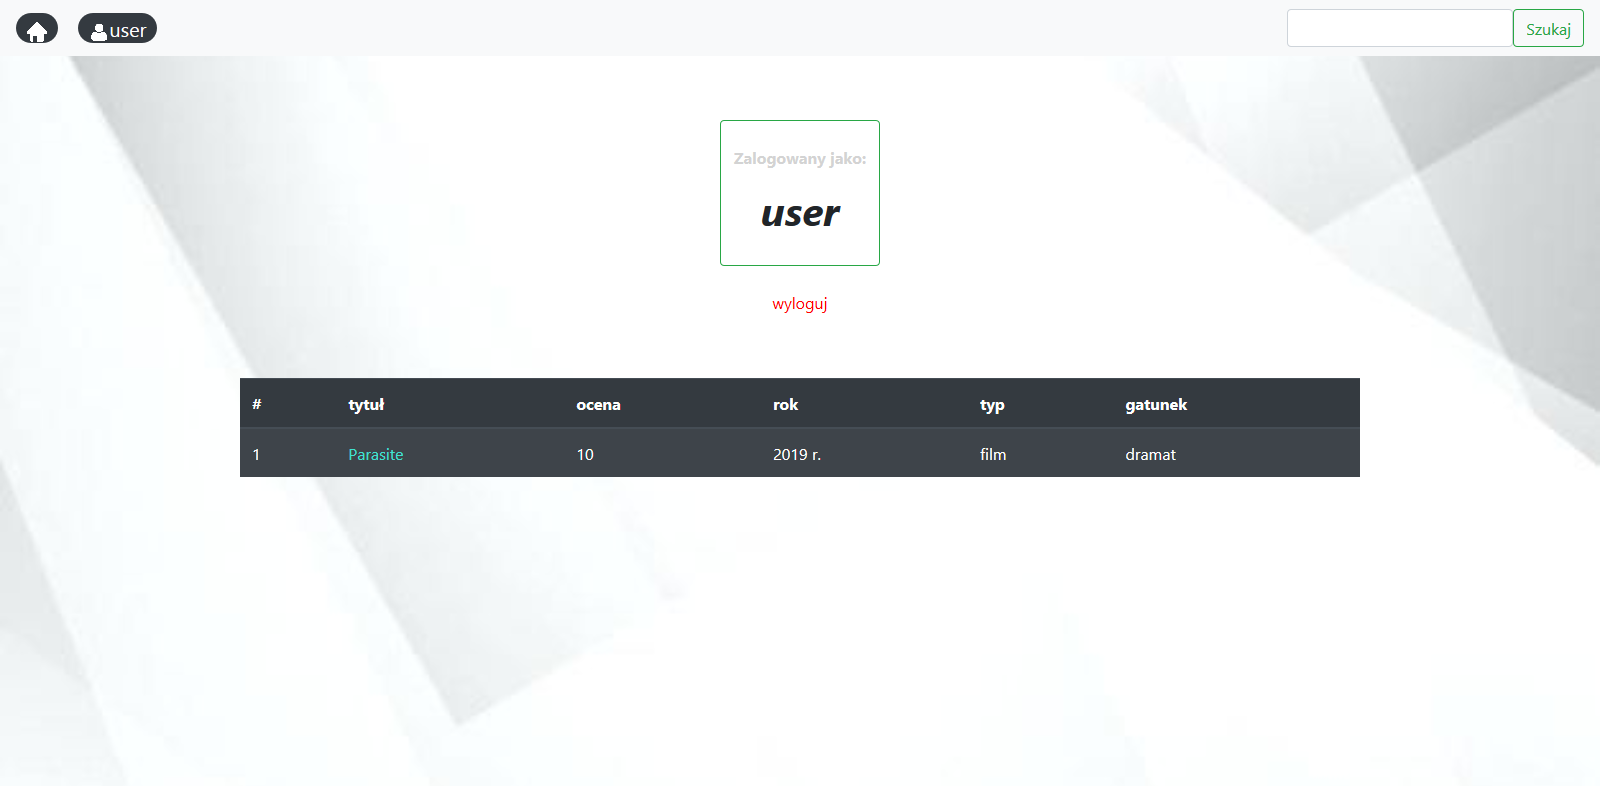 user
Szukaj
Zalogowany jako:
user
wyloguj
# tytuł ocena rok typ gatunek
1 Parasite 10 2019 r. film dramat